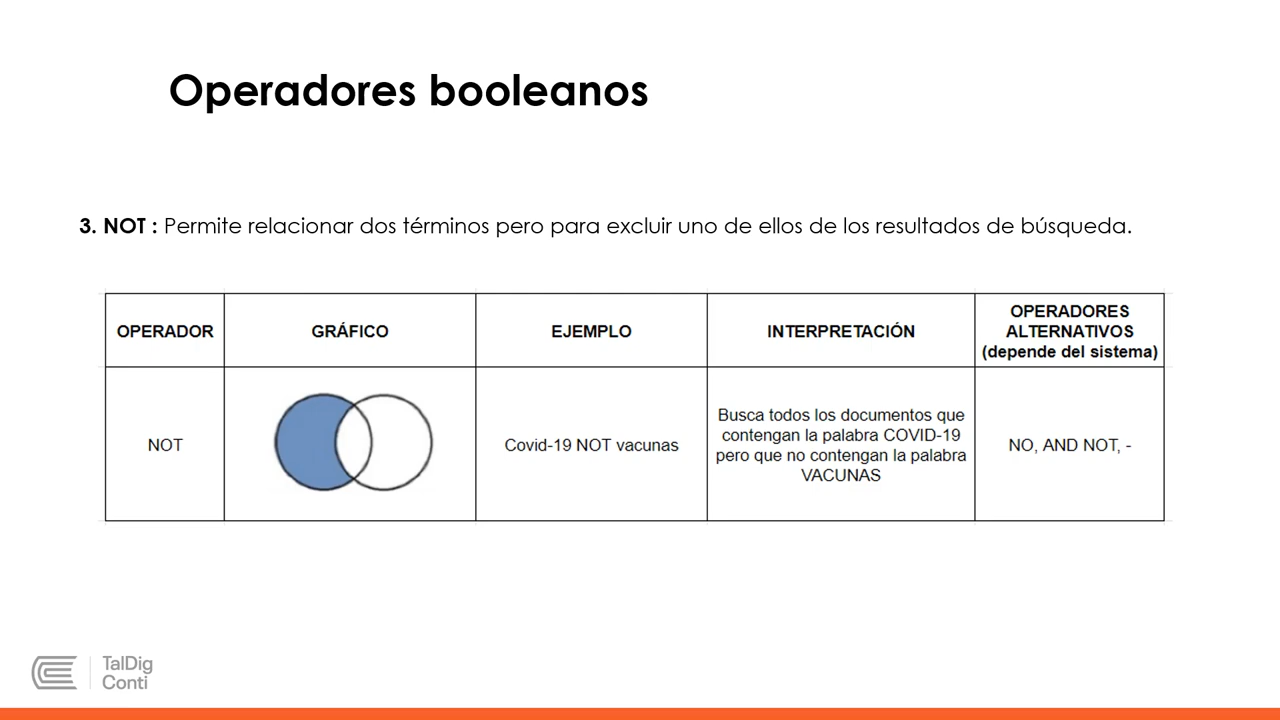 Operadores booleanos
3. NOT : Permite relacionar dos términos pero para excluir uno de ellos de los resultados de búsqueda.
OPERADOR
GRÁFICO
EJEMPLO
INTERPRETACIÓN
OPERADORES
ALTERNATIVOS
(depende del sistema)
NOT
Covid-19 NOT vacunas
Busca todos los documentos que
contengan la palabra COVID-19
pero que no contengan la palabra
VACUNAS
NO, AND NOT, -
TalDig
Conti